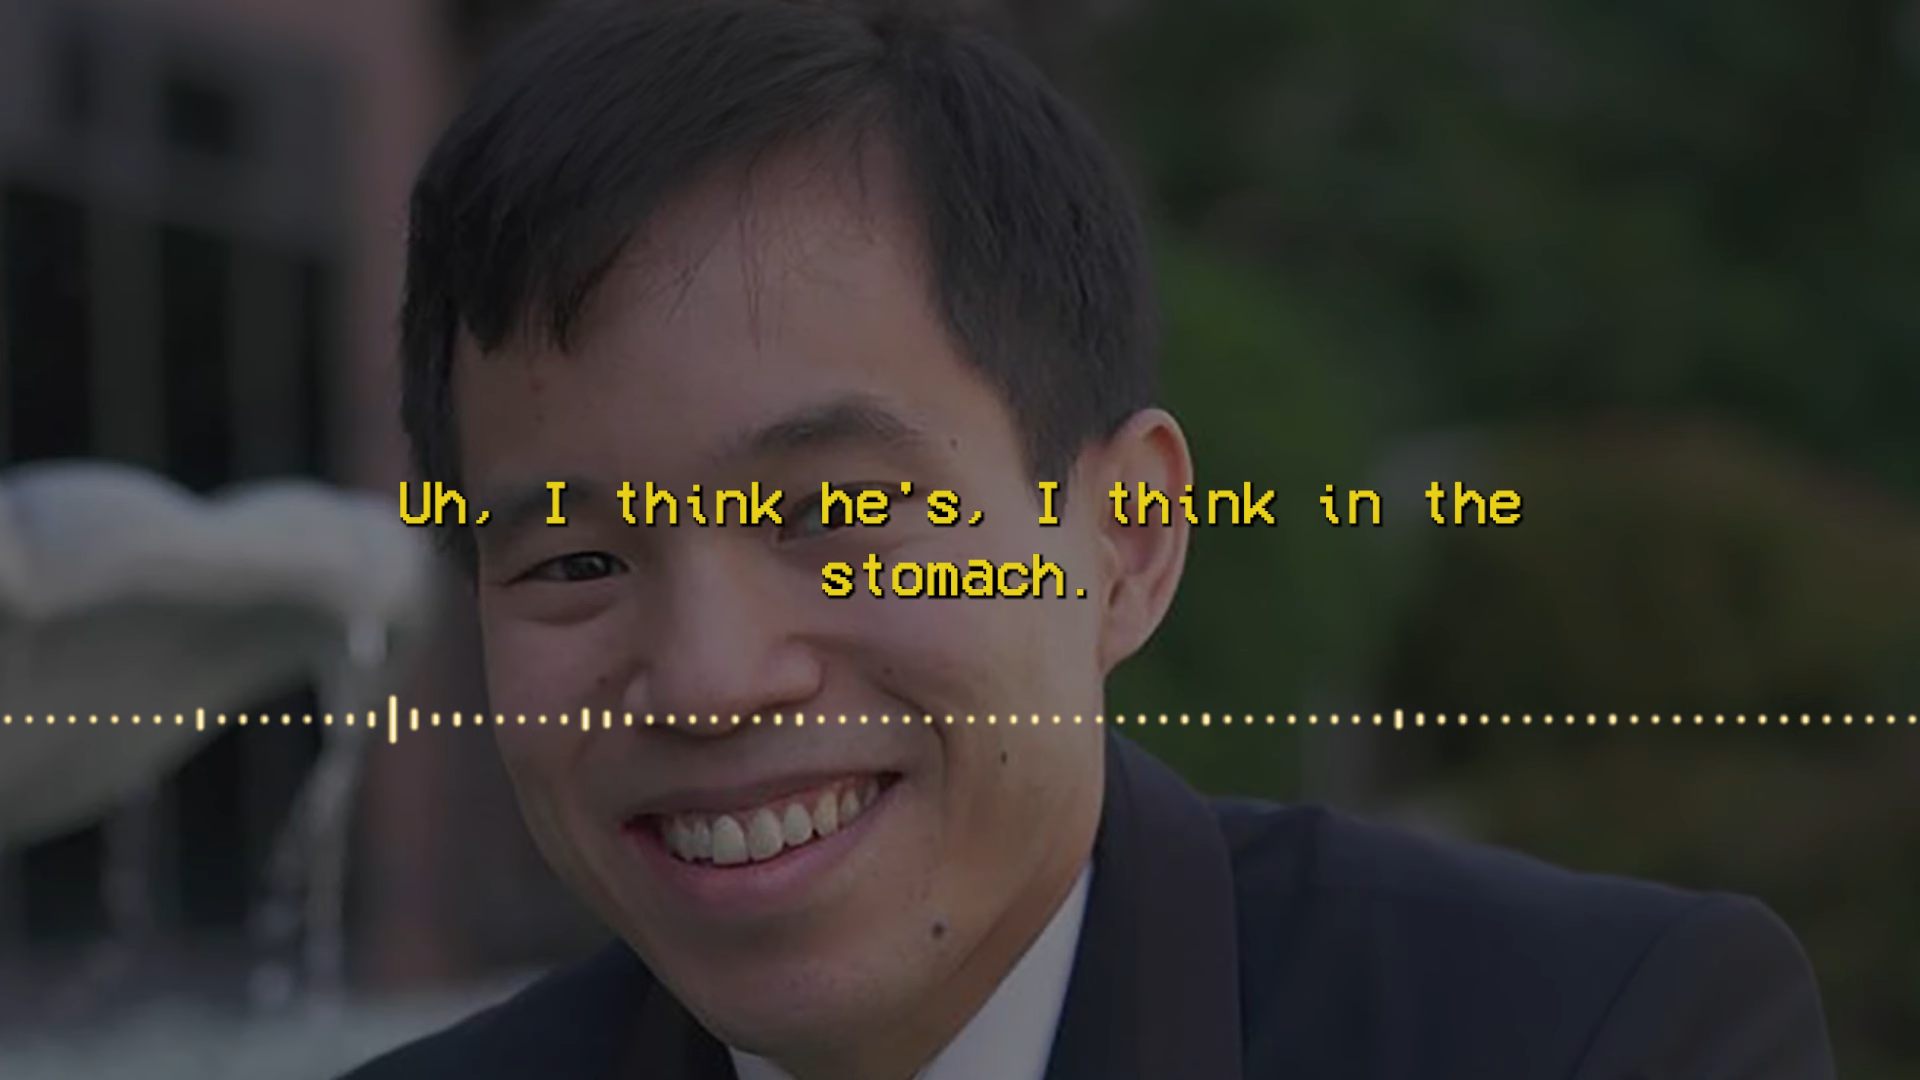 Uh, I think he's, I think in the
stomach.